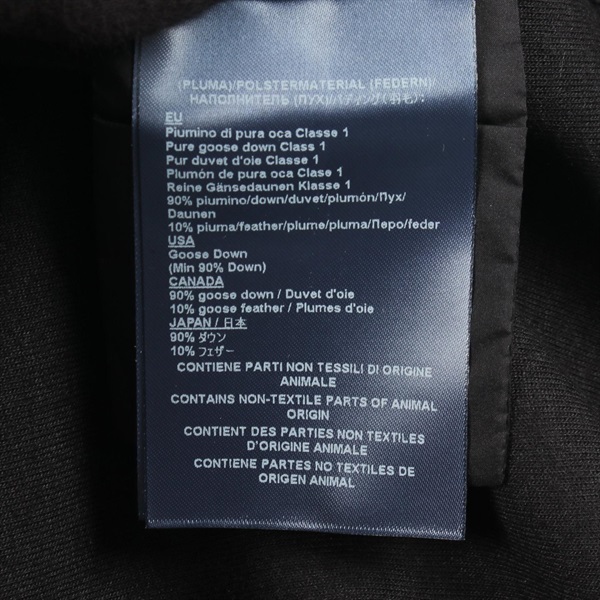 (PLUMA)/POLSTERMATERIAL (FEDERN)/
НАПОЛНИТЕЛЬ (ПУХ)/パディング(羽毛):
EU
Piumino di pura oca Classe 1
Pure goose down Class 1
Pur duvet d'oie Classe 1
Plumón de pura oca Classe 1
Reine Gänsedaunen Klasse 1
90% piumino/down/duvet/plumón/Пух/
Daunen
10% piuma/feather/plume/pluma/Перо/feder
USA
Goose Down
(Min 90% Down)
CANADA
90% goose down / Duvet d'oie
10% goose feather / Plumes d'oie
JAPAN / 日本
90% ダウン
10% フェザー
CONTIENE PARTI NON TESSILI DI ORIGINE
ANIMALE
CONTAINS NON-TEXTILE PARTS OF ANIMAL
ORIGIN
CONTIENT DES PARTIES NON TEXTILES
D'ORIGINE ANIMALE
CONTIENE PARTES NO TEXTILES DE
ORIGEN ANIMAL